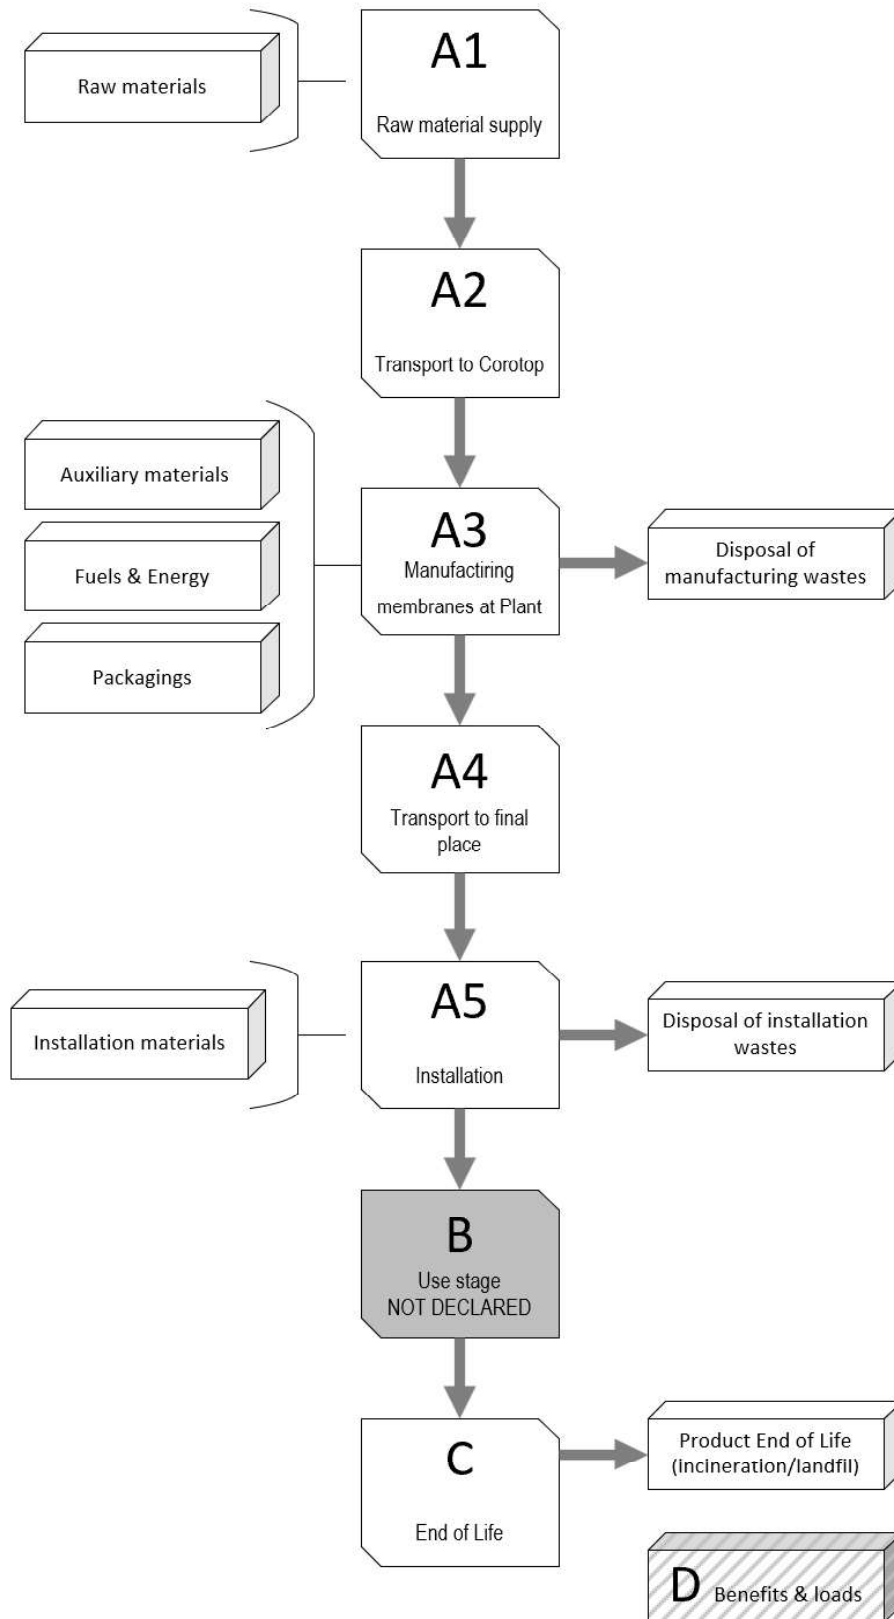 Raw materials
A1
Raw material supply
A2
Transport to Corotop
Auxiliary materials
Fuels & Energy
Packagings
A3
Manufactiring
membranes at Plant
Disposal of
manufacturing wastes
A4
Transport to final
place
Installation materials
A5
Installation
Disposal of installation
wastes
B
Use stage
NOT DECLARED
C
End of Life
Product End of Life
(incineration/landfil)
D Benefits & loads